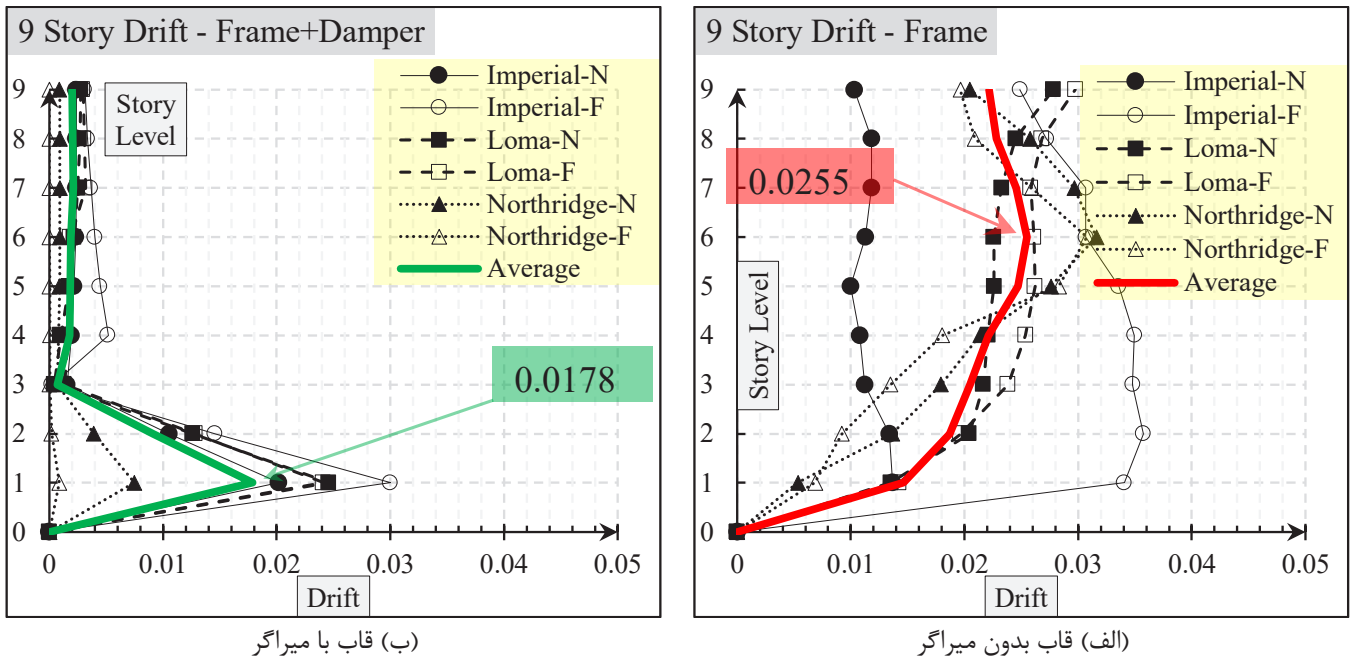 9 Story Drift - Frame+Damper
Story
Level
Imperial-N
Imperial-F
Loma-N
Loma-F
Northridge-N
Northridge-F
Average
9
8
7
6
5
4
3
2
1
0
0.0178
0 0.01 0.02 0.03 0.04 0.05
Drift
(ب) قاب با میراگر
9 Story Drift - Frame
Imperial-N
Imperial-F
Loma-N
Loma-F
Northridge-N
Northridge-F
Average
0.0255
Story Level
9
8
7
6
5
4
3
2
1
0
0 0.01 0.02 0.03 0.04 0.05
Drift
(الف) قاب بدون میراگر